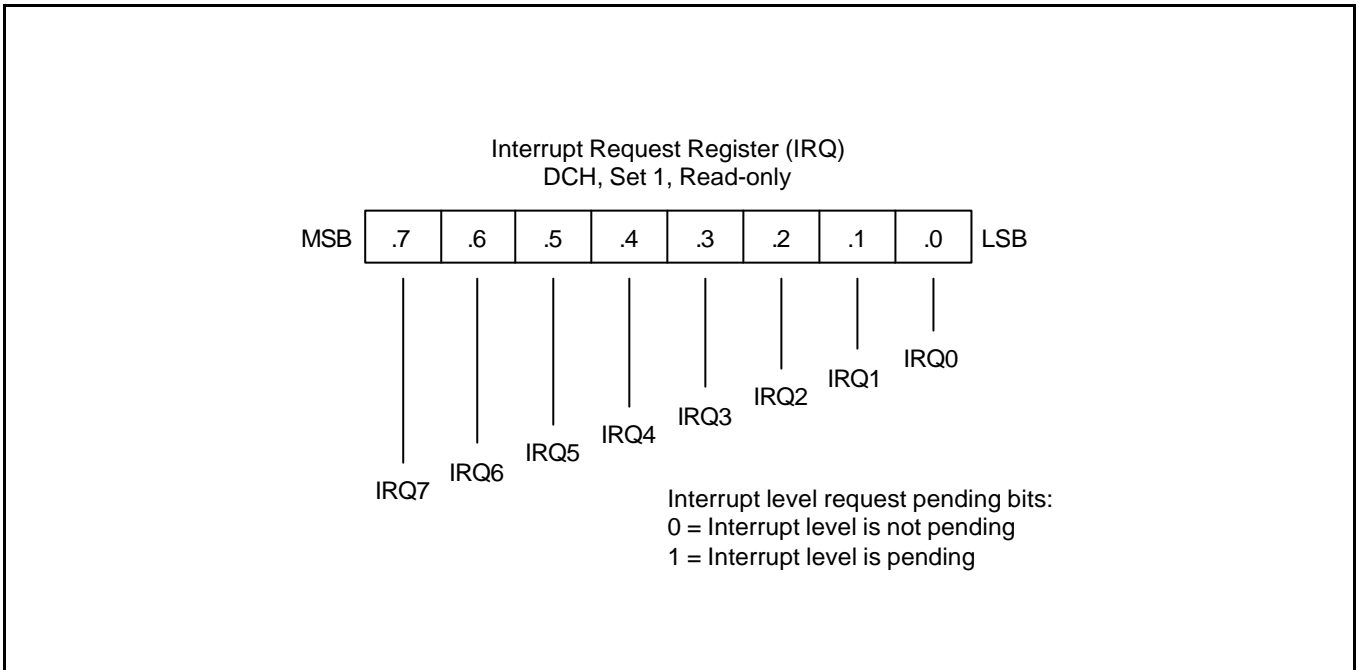 Interrupt Request Register (IRQ)
DCH, Set 1, Read-only
MSB .7 .6 .5 .4 .3 .2 .1 .0 LSB
IRQ0
IRQ1
IRQ2
IRQ3
IRQ4
IRQ5
IRQ6
IRQ7
Interrupt level request pending bits:
0 = Interrupt level is not pending
1 = Interrupt level is pending